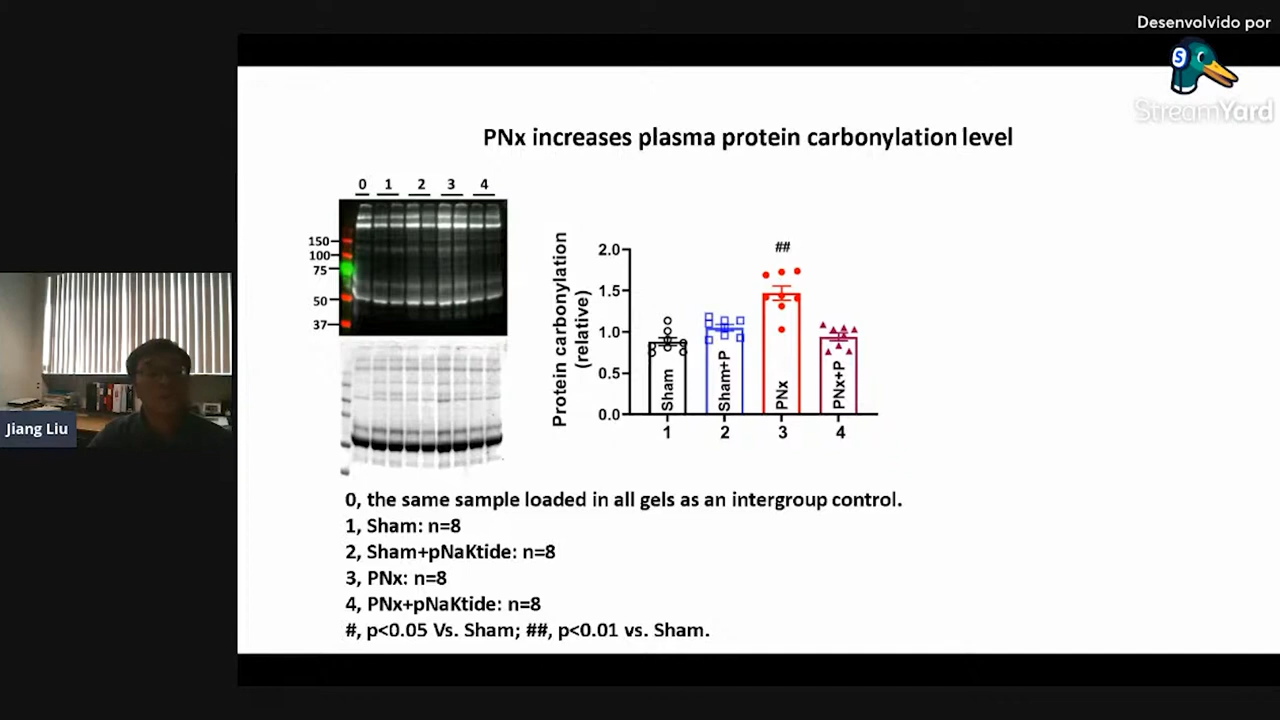 Desenvolvido por
StreamYard
PNx increases plasma protein carbonylation level
0 1 2 3 4
150
100
75
50
37
Protein carbonylation
(relative)
2.0
1.5
1.0
0.5
0.0
##
Sham
Sham+P
PNx
PNx+P
1 2 3 4
Jiang Liu
0, the same sample loaded in all gels as an intergroup control.
1, Sham: n=8
2, Sham+pNaKtide: n=8
3, PNx: n=8
4, PNx+pNaKtide: n=8
#, p<0.05 Vs. Sham; ##, p<0.01 vs. Sham.